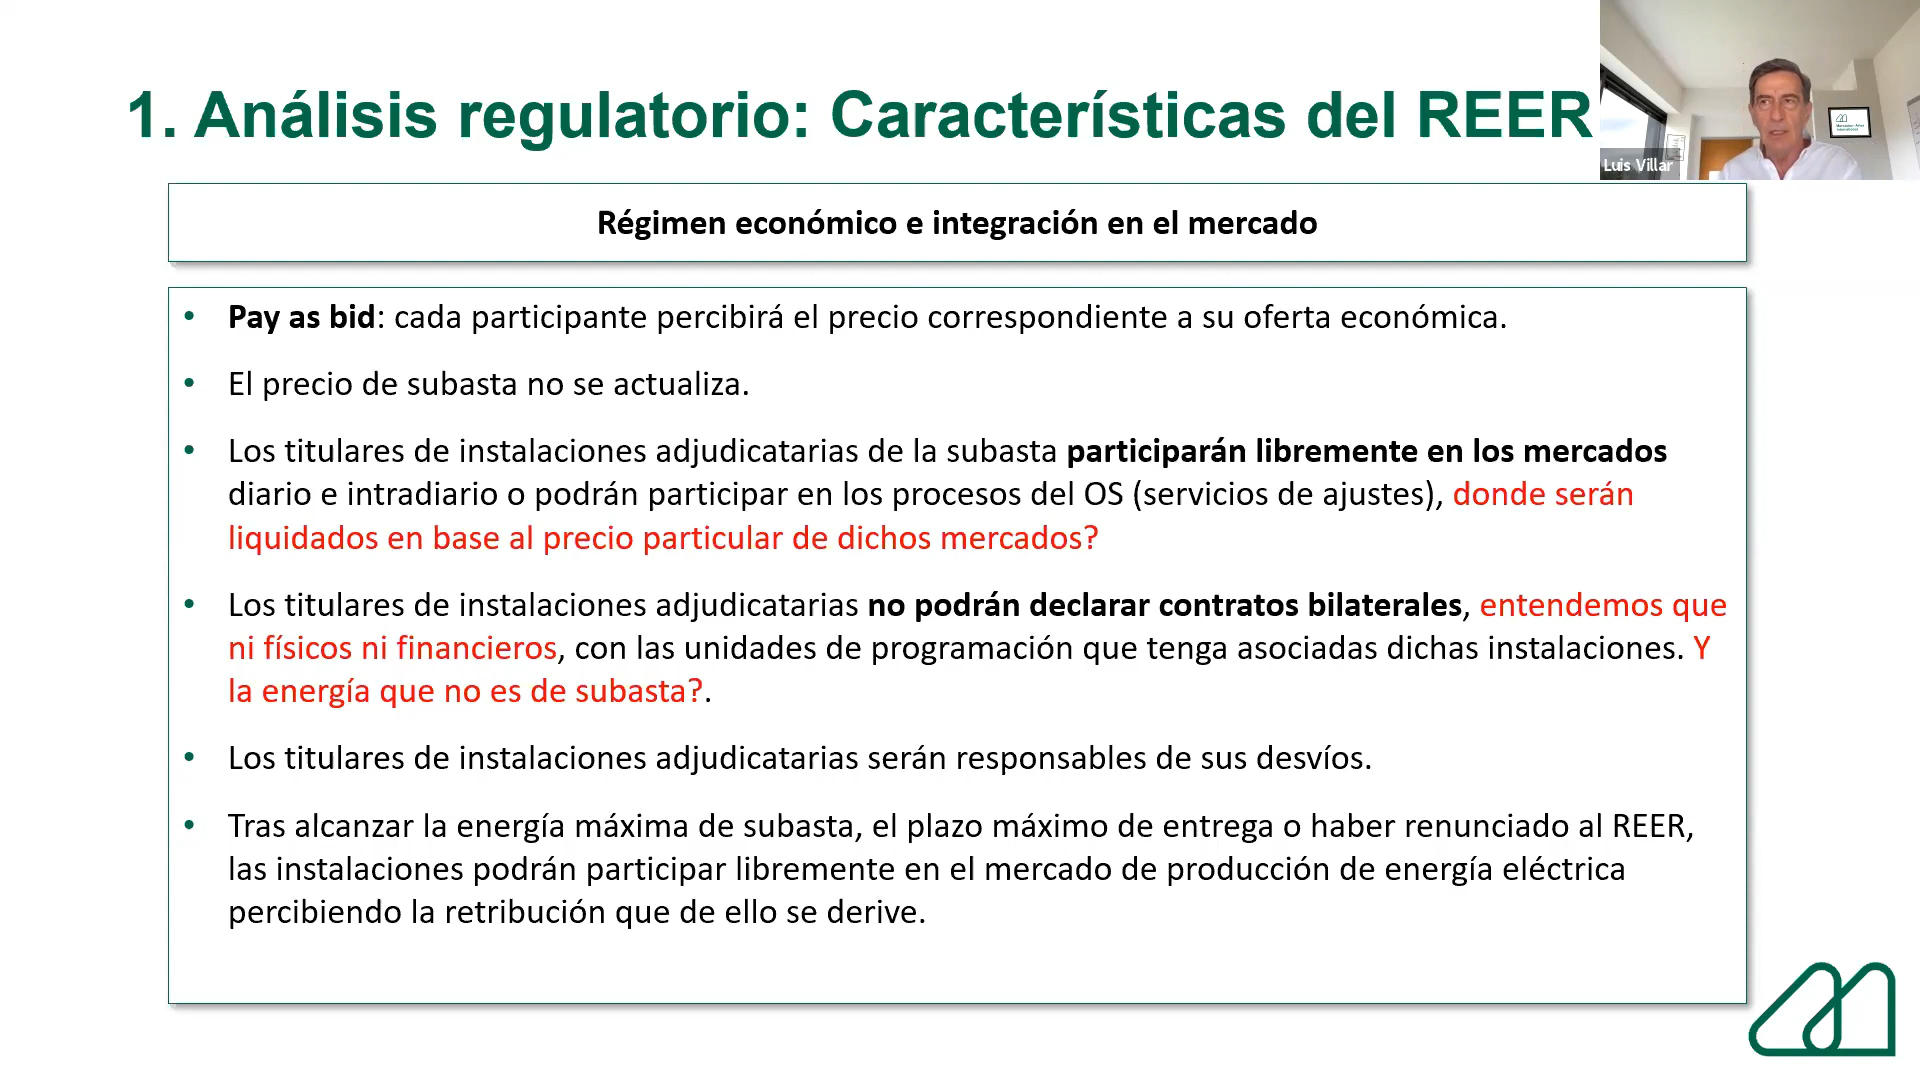 1. Análisis regulatorio: Características del REER
Luis Villar
Régimen económico e integración en el mercado
• Pay as bid: cada participante percibirá el precio correspondiente a su oferta económica.
• El precio de subasta no se actualiza.
• Los titulares de instalaciones adjudicatarias de la subasta participarán libremente en los mercados
diario e intradiario o podrán participar en los procesos del OS (servicios de ajustes), donde serán
liquidados en base al precio particular de dichos mercados?
• Los titulares de instalaciones adjudicatarias no podrán declarar contratos bilaterales, entendemos que
ni físicos ni financieros, con las unidades de programación que tenga asociadas dichas instalaciones. Y
la energía que no es de subasta?.
• Los titulares de instalaciones adjudicatarias serán responsables de sus desvíos.
• Tras alcanzar la energía máxima de subasta, el plazo máximo de entrega o haber renunciado al REER,
las instalaciones podrán participar libremente en el mercado de producción de energía eléctrica
percibiendo la retribución que de ello se derive.